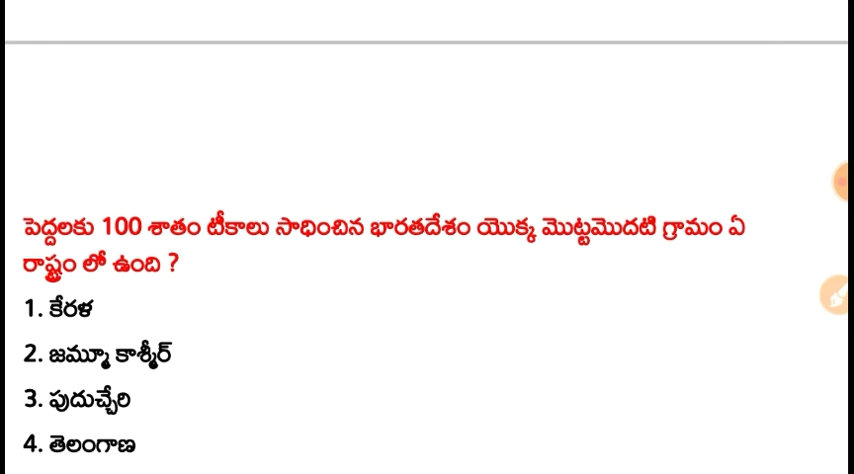 పెద్దలకు 100 శాతం టీకాలు సాధించిన భారతదేశం యొక్క మొట్టమొదటి గ్రామం ఏ
రాష్ట్రం లో ఉంది ?
1. కేరళ
2. జమ్మూ కాశ్మీర్
3. పుదుచ్చేరి
4. తెలంగాణ